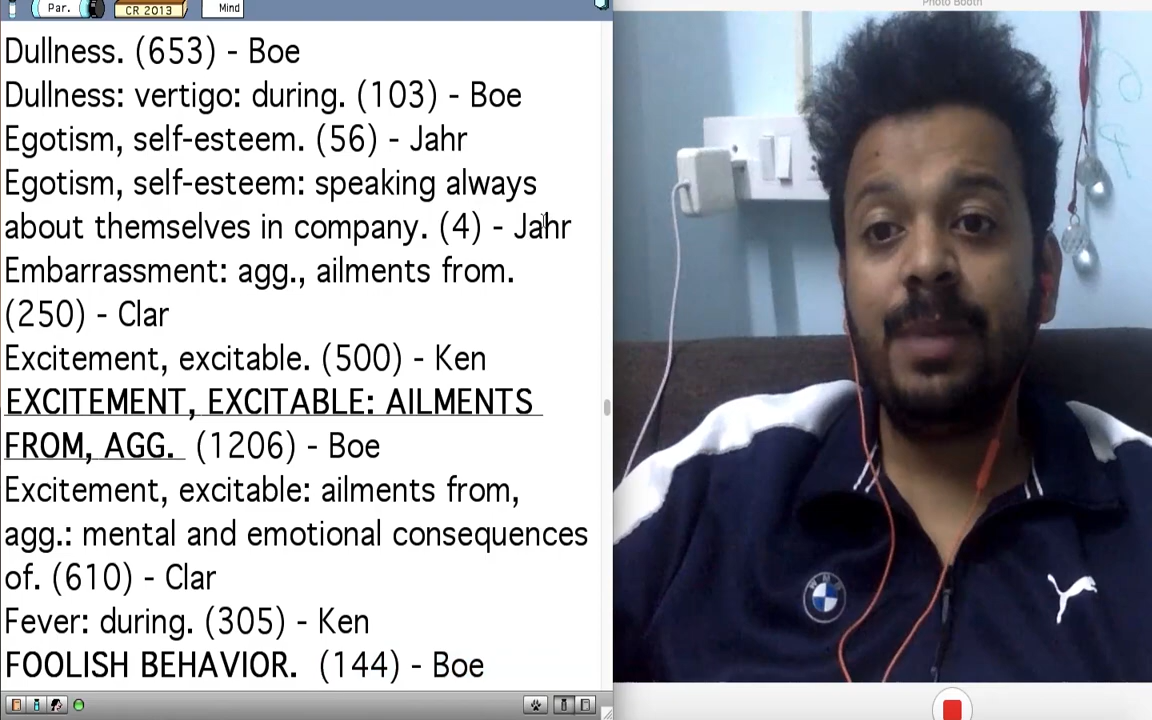 Par.
CR 2013
Mind
Photo Booth
Dullness. (653) - Boe
Dullness: vertigo: during. (103) - Boe
Egotism, self-esteem. (56) - Jahr
Egotism, self-esteem: speaking always
about themselves in company. (4) - Jahr
Embarrassment: agg., ailments from.
(250) - Clar
Excitement, excitable. (500) - Ken
EXCITEMENT, EXCITABLE: AILMENTS
FROM, AGG. (1206) - Boe
Excitement, excitable: ailments from,
agg.: mental and emotional consequences
of. (610) - Clar
Fever: during. (305) - Ken
FOOLISH BEHAVIOR. (144) - Boe
BMW